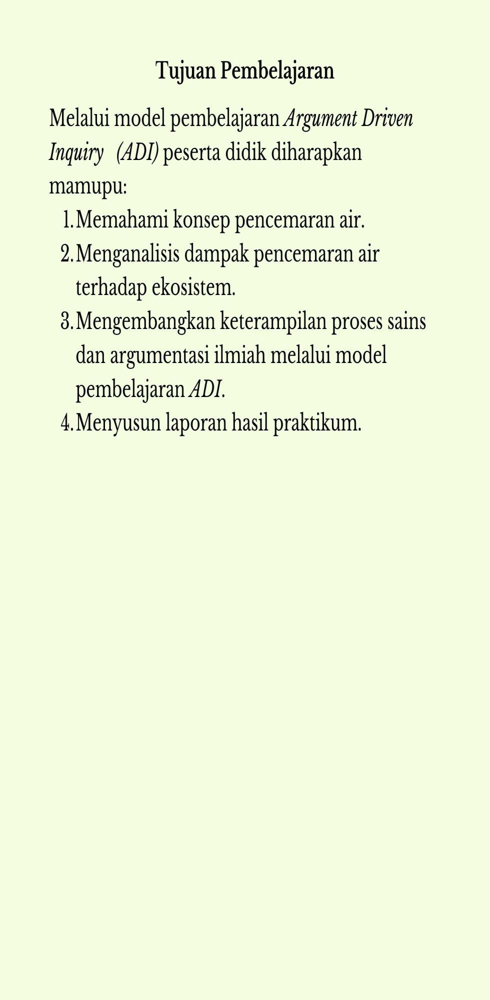 Tujuan Pembelajaran
Melalui model pembelajaran Argument Driven
Inquiry (ADI) peserta didik diharapkan
mamupu:
1. Memahami konsep pencemaran air.
2. Menganalisis dampak pencemaran air
terhadap ekosistem.
3. Mengembangkan keterampilan proses sains
dan argumentasi ilmiah melalui model
pembelajaran ADI.
4. Menyusun laporan hasil praktikum.